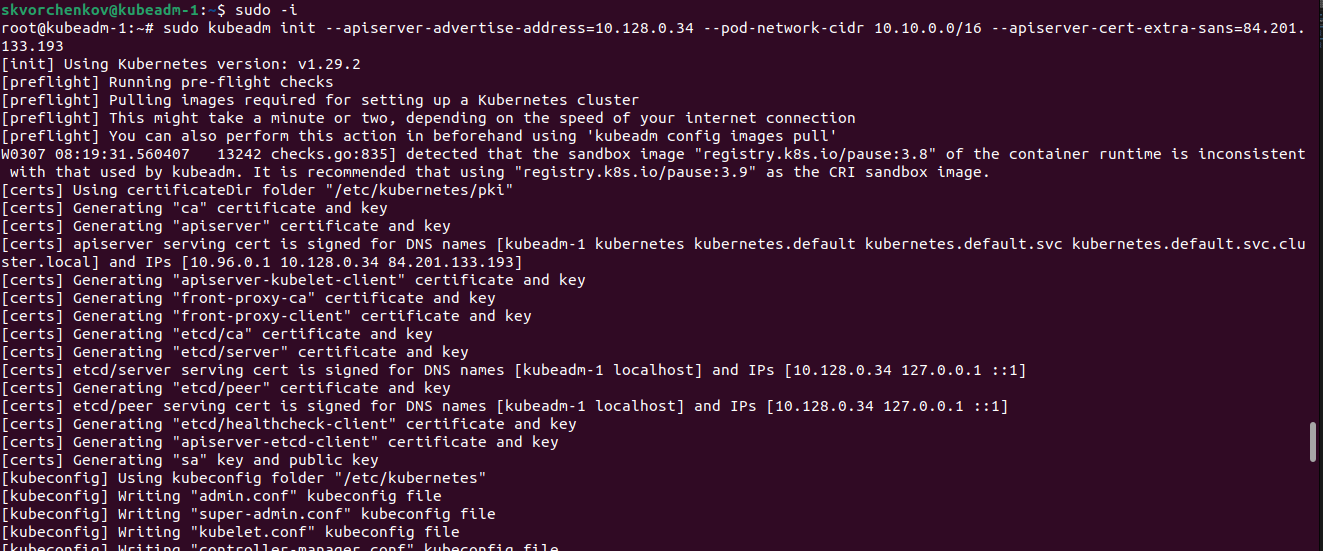 skvorchenkov@kubeadm-1:~$ sudo -i
root@kubeadm-1:~# sudo kubeadm init --apiserver-advertise-address=10.128.0.34 --pod-network-cidr 10.10.0.0/16 --apiserver-cert-extra-sans=84.201.
133.193
[init] Using Kubernetes version: v1.29.2
[preflight] Running pre-flight checks
[preflight] Pulling images required for setting up a Kubernetes cluster
[preflight] This might take a minute or two, depending on the speed of your internet connection
[preflight] You can also perform this action in beforehand using 'kubeadm config images pull'
W0307 08:19:31.560407   13242 checks.go:835] detected that the sandbox image "registry.k8s.io/pause:3.8" of the container runtime is inconsistent
 with that used by kubeadm. It is recommended that using "registry.k8s.io/pause:3.9" as the CRI sandbox image.
[certs] Using certificateDir folder "/etc/kubernetes/pki"
[certs] Generating "ca" certificate and key
[certs] Generating "apiserver" certificate and key
[certs] apiserver serving cert is signed for DNS names [kubeadm-1 kubernetes kubernetes.default kubernetes.default.svc kubernetes.default.svc.clu
ster.local] and IPs [10.96.0.1 10.128.0.34 84.201.133.193]
[certs] Generating "apiserver-kubelet-client" certificate and key
[certs] Generating "front-proxy-ca" certificate and key
[certs] Generating "front-proxy-client" certificate and key
[certs] Generating "etcd/ca" certificate and key
[certs] Generating "etcd/server" certificate and key
[certs] etcd/server serving cert is signed for DNS names [kubeadm-1 localhost] and IPs [10.128.0.34 127.0.0.1 ::1]
[certs] Generating "etcd/peer" certificate and key
[certs] etcd/peer serving cert is signed for DNS names [kubeadm-1 localhost] and IPs [10.128.0.34 127.0.0.1 ::1]
[certs] Generating "etcd/healthcheck-client" certificate and key
[certs] Generating "apiserver-etcd-client" certificate and key
[certs] Generating "sa" key and public key
[kubeconfig] Using kubeconfig folder "/etc/kubernetes"
[kubeconfig] Writing "admin.conf" kubeconfig file
[kubeconfig] Writing "super-admin.conf" kubeconfig file
[kubeconfig] Writing "kubelet.conf" kubeconfig file
[kubeconfig] Writing "controller-manager.conf" kubeconfig file